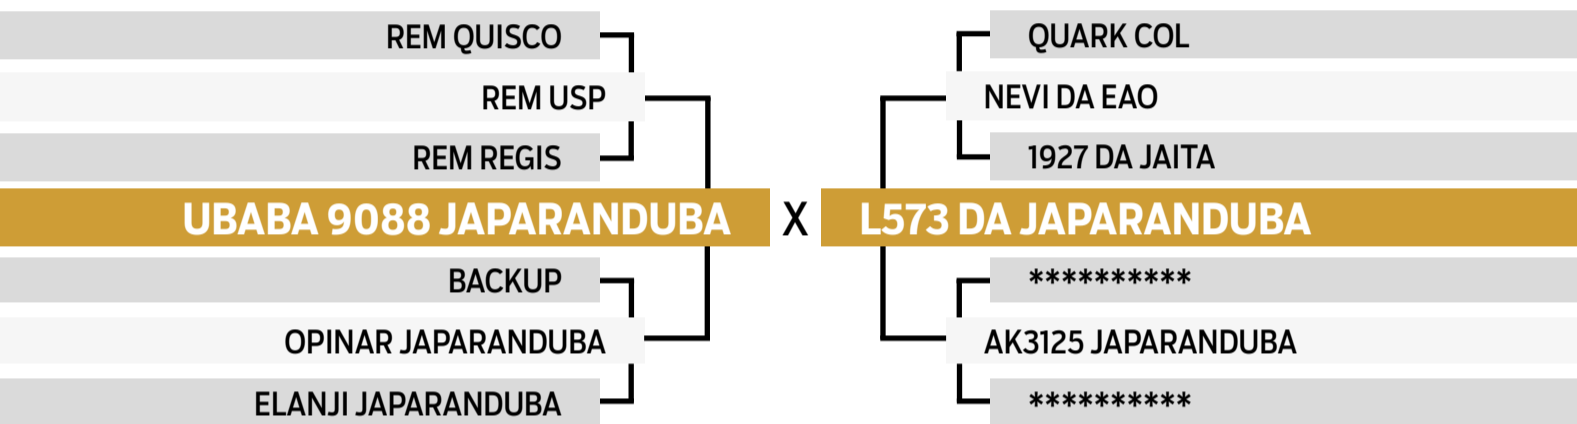 REM QUISCO
QUARK COL
REM USP
NEVI DA EAO
REM REGIS
1927 DA JAITA
UBABA 9088 JAPARANDUBA X L573 DA JAPARANDUBA
BACKUP
**********
OPINAR JAPARANDUBA
AK3125 JAPARANDUBA
ELANJI JAPARANDUBA
**********